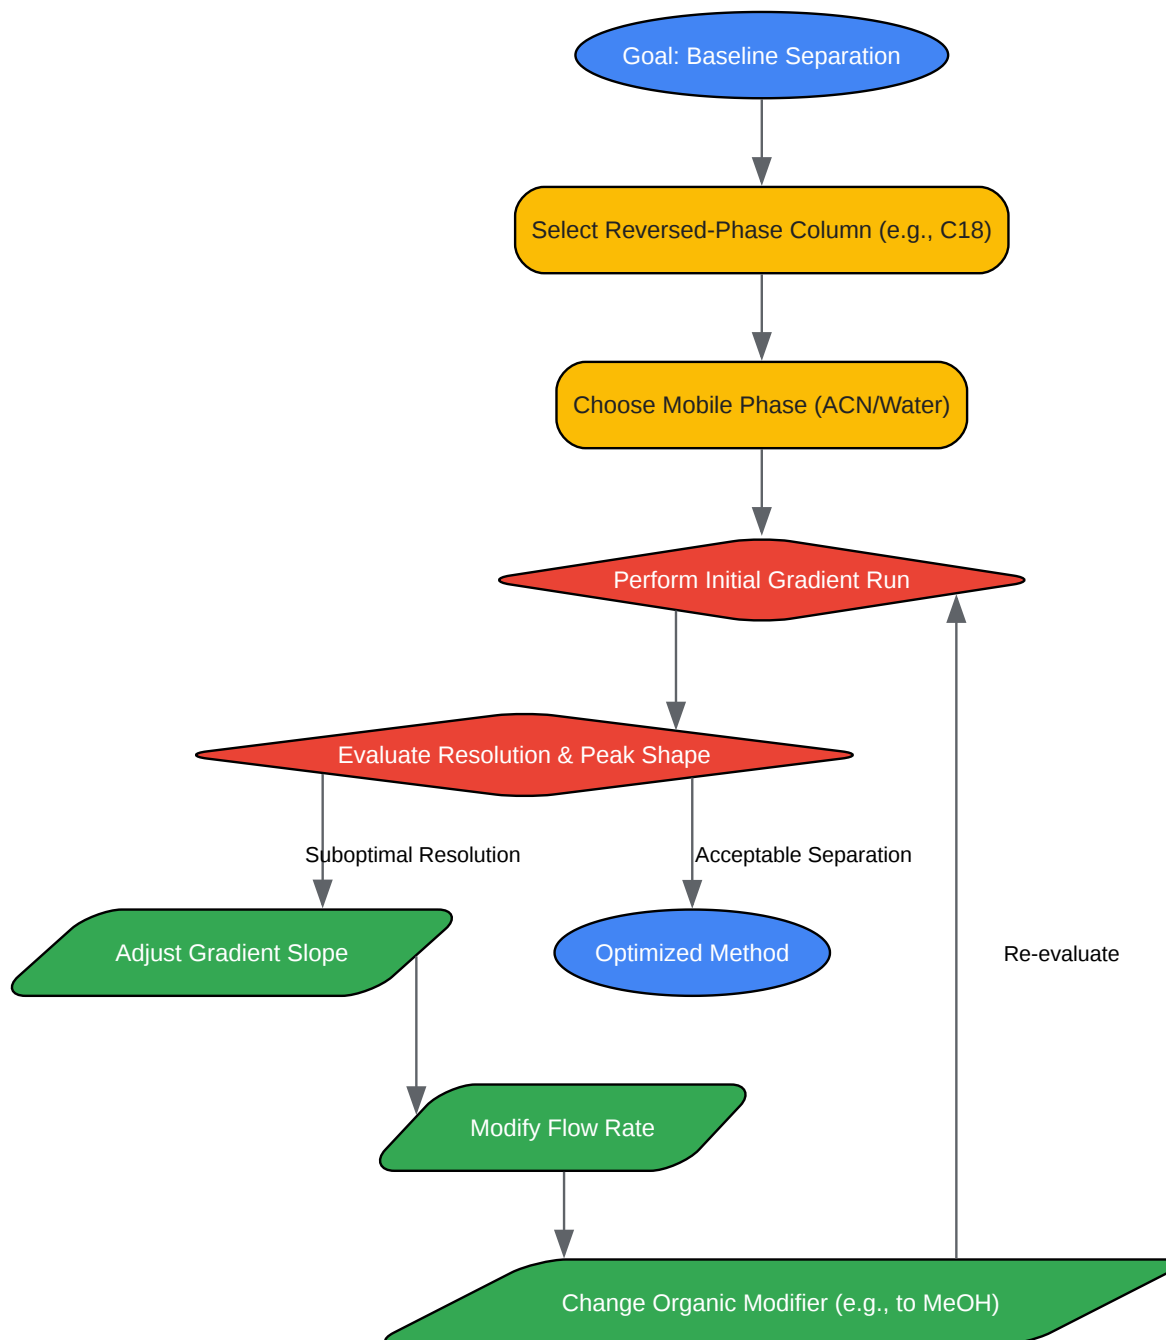 Goal: Baseline Separation
Select Reversed-Phase Column (e.g., C18)
Choose Mobile Phase (ACN/Water)
Perform Initial Gradient Run
Evaluate Resolution & Peak Shape
Suboptimal Resolution
Acceptable Separation
Adjust Gradient Slope
Optimized Method
Re-evaluate
Modify Flow Rate
Change Organic Modifier (e.g., to MeOH)